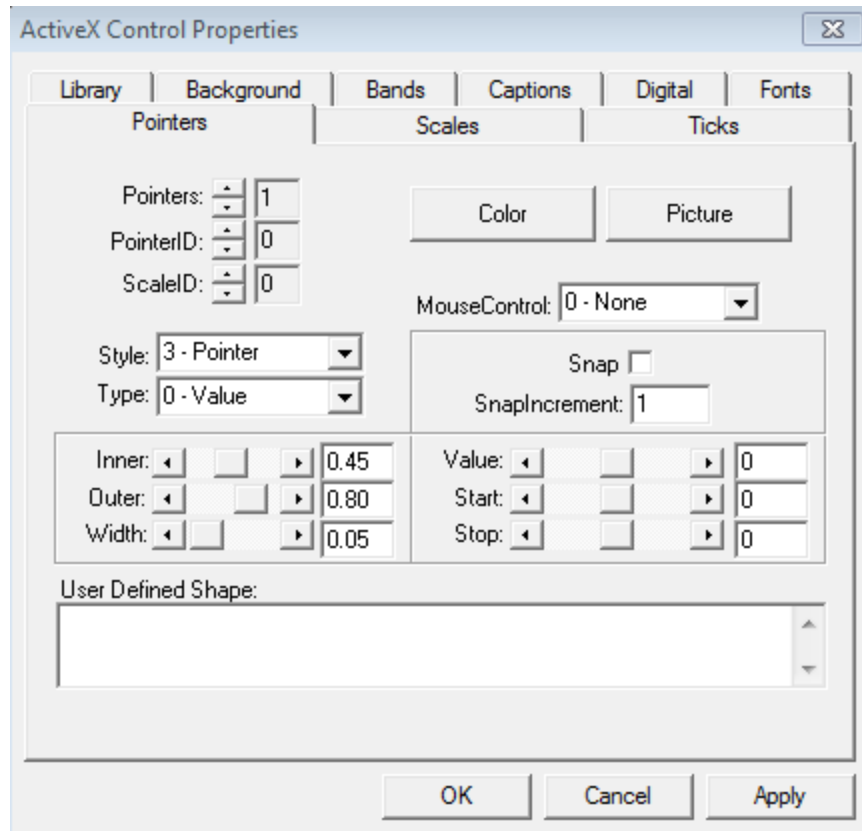 ActiveX Control Properties
Library Background Bands Captions Digital Fonts
Pointers Scales Ticks
Pointers: 1
PointerID: 0
ScaleID: 0
Color Picture
MouseControl: 0 - None
Style: 3 - Pointer
Type: 0 - Value
Snap
SnapIncrement: 1
Inner: 0.45
Outer: 0.80
Width: 0.05
Value: 0
Start: 0
Stop: 0
User Defined Shape:
OK Cancel Apply